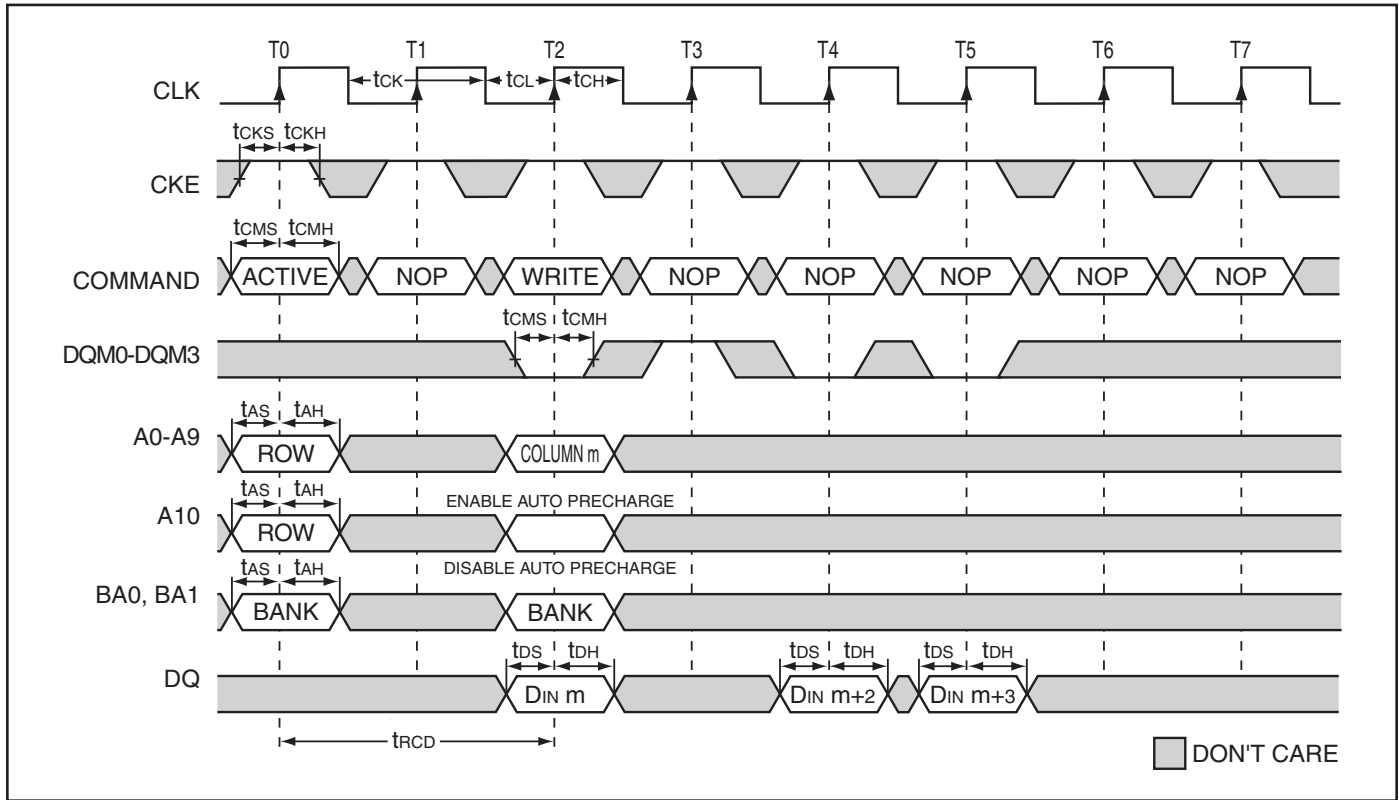 T0 T1 T2 T3 T4 T5 T6 T7
CLK tCK tCL tCH
tCKS tCKH
CKE
tCMS tCMH
COMMAND ACTIVE NOP WRITE NOP NOP NOP NOP NOP
tCMS tCMH
DQM0-DQM3
tAS tAH
A0-A9 ROW COLUMN m
tAS tAH ENABLE AUTO PRECHARGE
A10 ROW
tAS tAH DISABLE AUTO PRECHARGE
BA0, BA1 BANK BANK
tDS tDH tDS tDH tDS tDH
DQ DIN m DIN m+2 DIN m+3
tRCD
DON'T CARE